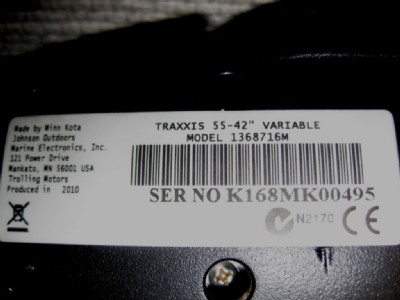 Made by Minn Kota
Johnson Outdoors
Marine Electronics, Inc.
121 Power Drive
Mankato, MN 56001 USA
Trolling Motors
Produced in 2010
TRAXXIS 55-42" VARIABLE
MODEL 1368716M
SER NO K168MK00495
N2170 CE